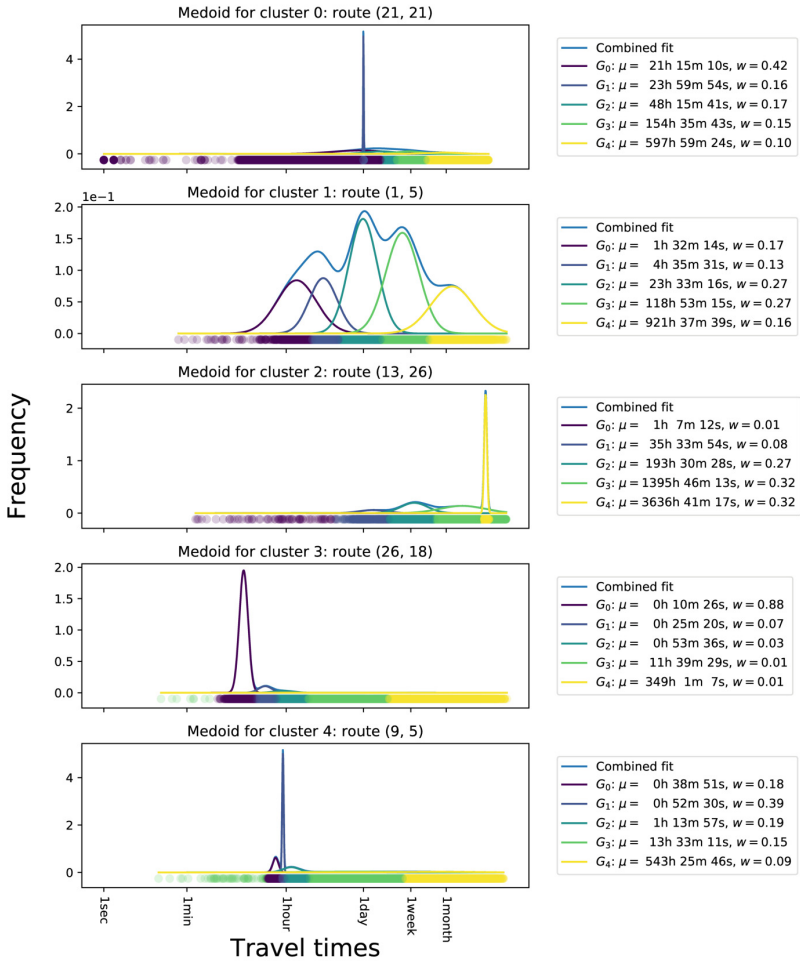 Medoid for cluster 0: route (21, 21)
4
2
0
Combined fit
G₀: μ = 21h 15m 10s, w = 0.42
G₁: μ = 23h 59m 54s, w = 0.16
G₂: μ = 48h 15m 41s, w = 0.17
G₃: μ = 154h 35m 43s, w = 0.15
G₄: μ = 597h 59m 24s, w = 0.10
Medoid for cluster 1: route (1, 5)
1e−1
2.0
1.5
1.0
0.5
0.0
Combined fit
G₀: μ = 1h 32m 14s, w = 0.17
G₁: μ = 4h 35m 31s, w = 0.13
G₂: μ = 23h 33m 16s, w = 0.27
G₃: μ = 118h 53m 15s, w = 0.27
G₄: μ = 921h 37m 39s, w = 0.16
Medoid for cluster 2: route (13, 26)
2
1
0
Combined fit
G₀: μ = 1h 7m 12s, w = 0.01
G₁: μ = 35h 33m 54s, w = 0.08
G₂: μ = 193h 30m 28s, w = 0.27
G₃: μ = 1395h 46m 13s, w = 0.32
G₄: μ = 3636h 41m 17s, w = 0.32
Frequency
Medoid for cluster 3: route (26, 18)
2.0
1.5
1.0
0.5
0.0
Combined fit
G₀: μ = 0h 10m 26s, w = 0.88
G₁: μ = 0h 25m 20s, w = 0.07
G₂: μ = 0h 53m 36s, w = 0.03
G₃: μ = 11h 39m 29s, w = 0.01
G₄: μ = 349h 1m 7s, w = 0.01
Medoid for cluster 4: route (9, 5)
4
2
0
Combined fit
G₀: μ = 0h 38m 51s, w = 0.18
G₁: μ = 0h 52m 30s, w = 0.39
G₂: μ = 1h 13m 57s, w = 0.19
G₃: μ = 13h 33m 11s, w = 0.15
G₄: μ = 543h 25m 46s, w = 0.09
1sec
1min
1hour
1day
1week
1month
Travel times